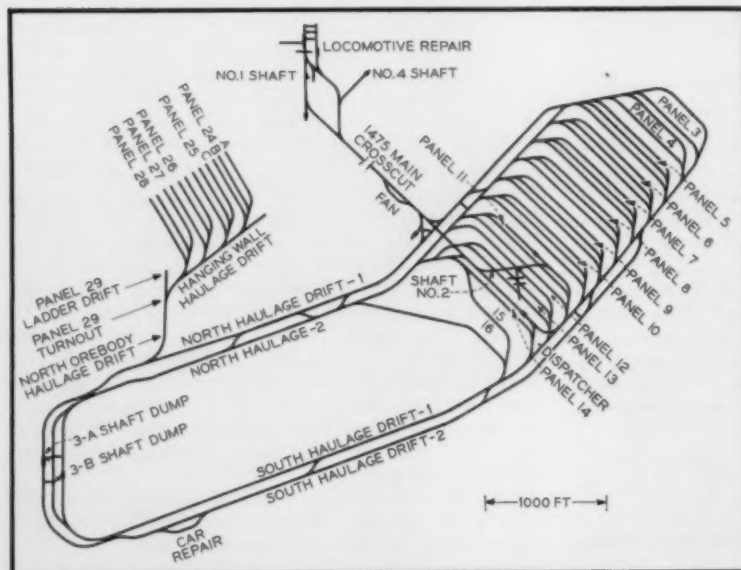 LOCOMOTIVE REPAIR
NO.1 SHAFT
NO.4 SHAFT
1475 MAIN
CROSSCUT
FAN
PANEL 11
PANEL 3
PANEL 4
PANEL 5
PANEL 6
PANEL 7
PANEL 8
PANEL 9
PANEL 10
PANEL 12
PANEL 13
DISPATCHER
PANEL 14
15
16
SHAFT
NO.2
PANEL 24 A
B
C
PANEL 25
PANEL 26
PANEL 27
PANEL 28
HANGING WALL
HAULAGE DRIFT
PANEL 29
LADDER DRIFT
PANEL 29
TURNOUT
NORTH OREBODY
HAULAGE DRIFT
NORTH HAULAGE DRIFT-1
NORTH HAULAGE-2
3-A SHAFT DUMP
3-B SHAFT DUMP
SOUTH HAULAGE DRIFT-1
SOUTH HAULAGE DRIFT-2
CAR
REPAIR
1000 FT